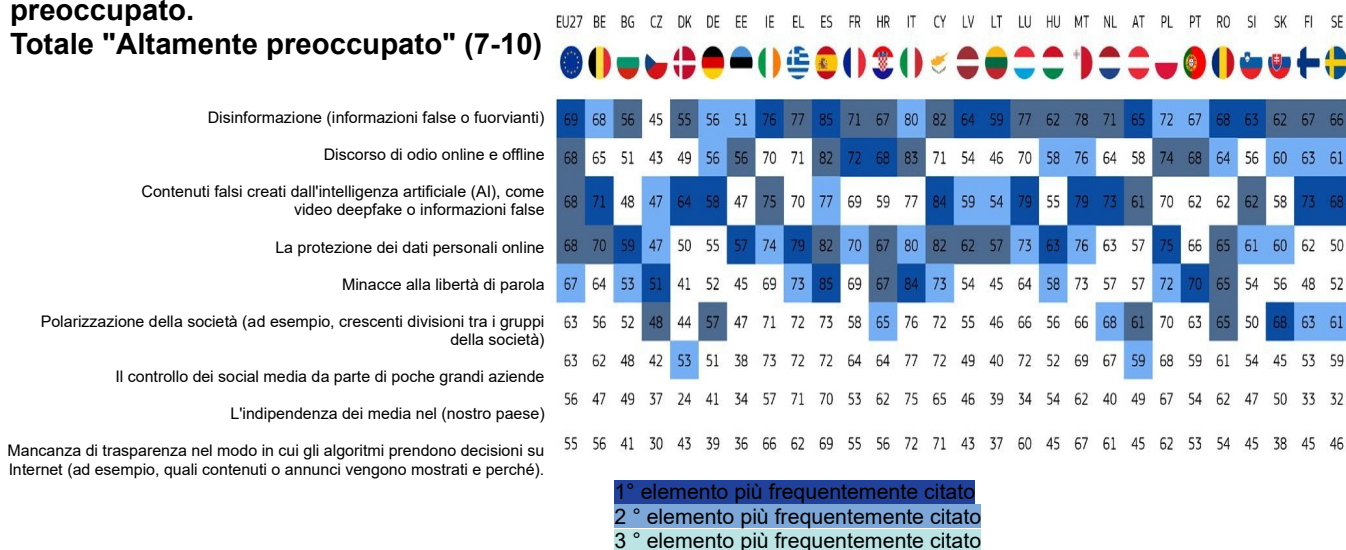 preoccupato.
Totale "Altamente preoccupato" (7-10)
EU27 BE BG CZ DK DE EE IE EL ES FR HR IT CY LV LT LU HU MT NL AT PL PT RO SI SK FI SE
Disinformazione (informazioni false o fuorvianti) 69 68 56 45 55 56 51 76 77 85 71 67 80 82 64 59 77 62 78 71 65 72 67 68 63 62 67 66
Discorso di odio online e offline 68 65 51 43 49 56 56 70 71 82 72 68 83 71 54 46 70 58 76 64 58 74 68 64 56 60 63 61
Contenuti falsi creati dall'intelligenza artificiale (AI), come
video deepfake o informazioni false 68 71 48 47 64 58 47 75 70 77 69 59 77 84 59 54 79 55 79 73 61 70 62 62 62 58 73 68
La protezione dei dati personali online 68 70 59 47 50 55 57 74 79 82 70 67 80 82 62 57 73 63 76 63 57 75 66 65 61 60 62 50
Minacce alla libertà di parola 67 64 53 51 41 52 45 69 73 85 69 67 84 73 54 45 64 58 73 57 57 72 70 65 54 56 48 52
Polarizzazione della società (ad esempio, crescenti divisioni tra i gruppi
della società) 63 56 52 48 44 57 47 71 72 73 58 65 76 72 55 46 66 56 66 68 61 70 63 65 50 68 63 61
Il controllo dei social media da parte di poche grandi aziende 63 62 48 42 53 51 38 73 72 72 64 64 77 72 49 40 72 52 69 67 59 68 59 61 54 45 53 59
L'indipendenza dei media nel (nostro paese) 56 47 49 37 24 41 34 57 71 70 53 62 75 65 46 39 34 54 62 40 49 67 54 62 47 50 33 32
Mancanza di trasparenza nel modo in cui gli algoritmi prendono decisioni su 55 56 41 30 43 39 36 66 62 69 55 56 72 71 43 37 60 45 67 61 45 62 53 54 45 38 45 46
Internet (ad esempio, quali contenuti o annunci vengono mostrati e perché).
1° elemento più frequentemente citato
2 ° elemento più frequentemente citato
3 ° elemento più frequentemente citato